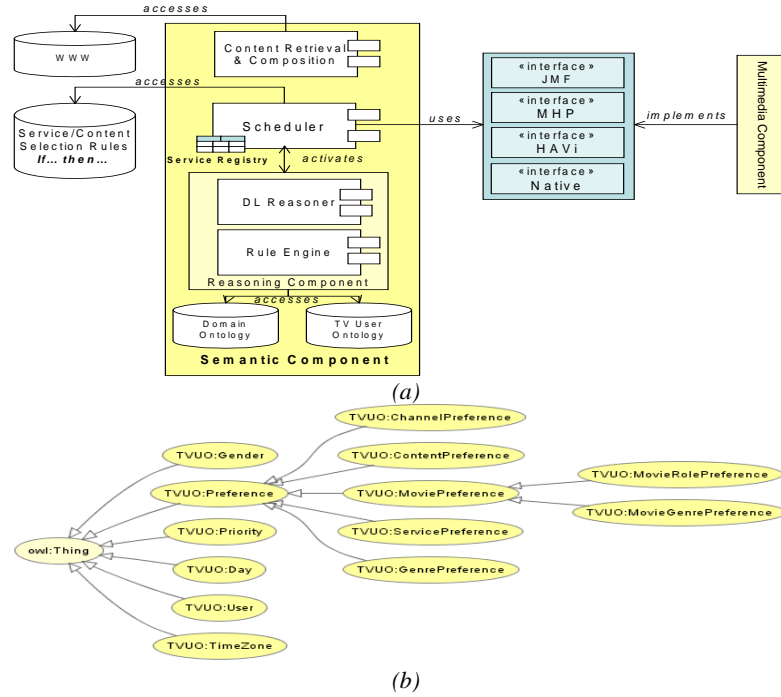 accesses
WWW
Content Retrieval
& Composition
accesses
Service/Content
Selection Rules
If... then...
Scheduler
Service Registry
activates
uses
« interface »
JMF
« interface »
MHP
« interface »
HAVi
« interface »
Native
implements
Multimedia Component
DL Reasoner
Rule Engine
Reasoning Component
accesses
Domain
Ontology
TV User
Ontology
Semantic Component
(a)
TVUO:ChannelPreference
TVUO:Gender
TVUO:ContentPreference
TVUO:MovieRolePreference
TVUO:Preference
TVUO:MoviePreference
TVUO:MovieGenrePreference
TVUO:Priority
TVUO:ServicePreference
owl:Thing
TVUO:Day
TVUO:GenrePreference
TVUO:User
TVUO:TimeZone
(b)